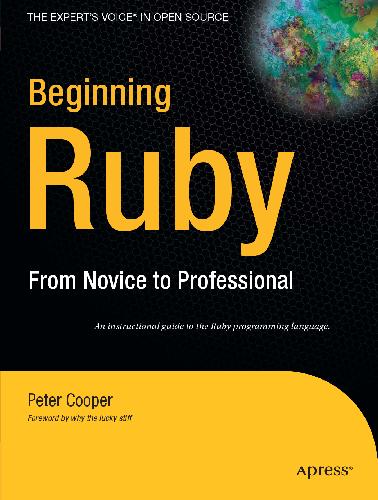 THE EXPERT'S VOICE® IN OPEN SOURCE
Beginning
Ruby
From Novice to Professional
An instructional guide to the Ruby programming language.
Peter Cooper
Foreword by why the lucky stiff
Apress®